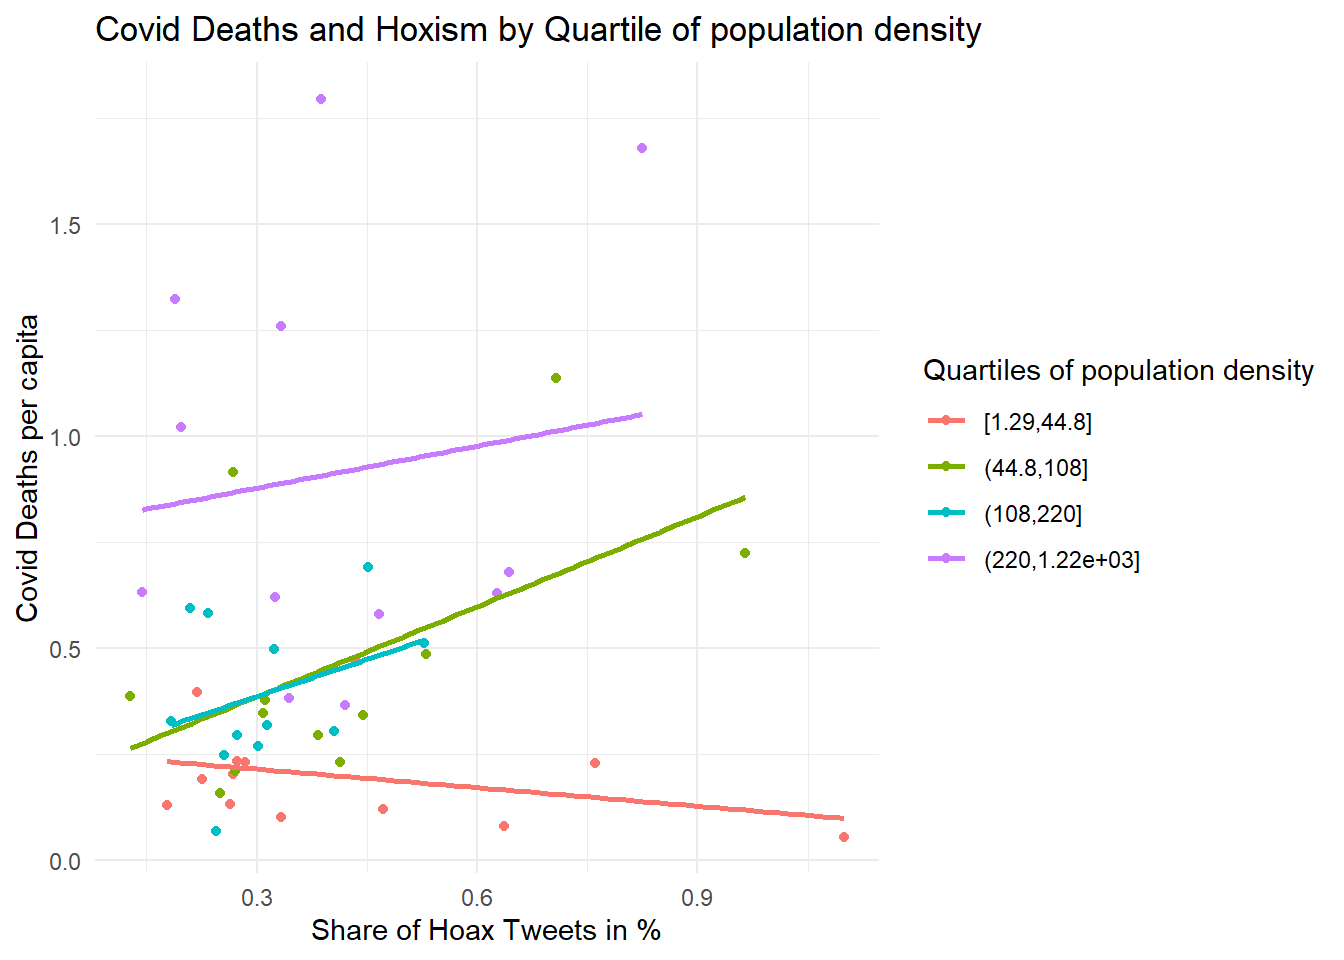 Covid Deaths and Hoxism by Quartile of population density
Covid Deaths per capita
1.5
1.0
0.5
0.0
0.3 0.6 0.9
Share of Hoax Tweets in %
Quartiles of population density
[1.29,44.8]
(44.8,108]
(108,220]
(220,1.22e+03]